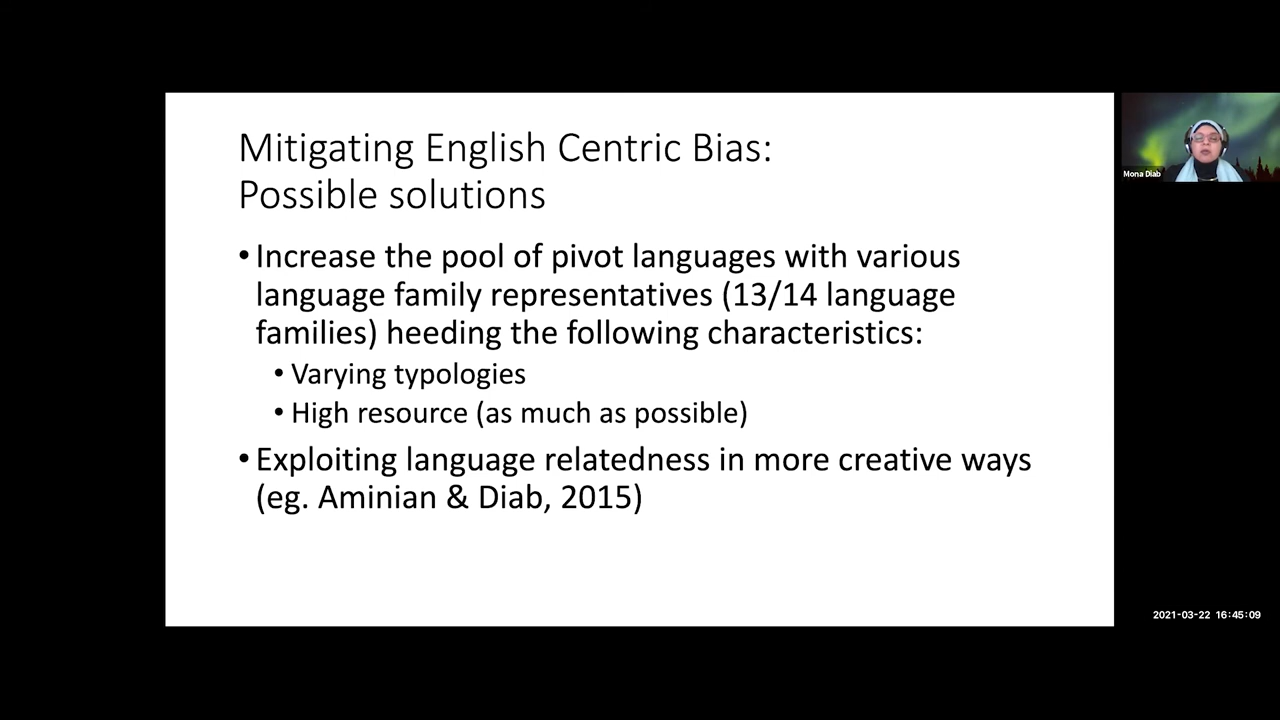 Mitigating English Centric Bias:
Possible solutions
• Increase the pool of pivot languages with various
language family representatives (13/14 language
families) heeding the following characteristics:
• Varying typologies
• High resource (as much as possible)
• Exploiting language relatedness in more creative ways
(eg. Aminian & Diab, 2015)
Mona Diab
2021-03-22 16:45:09